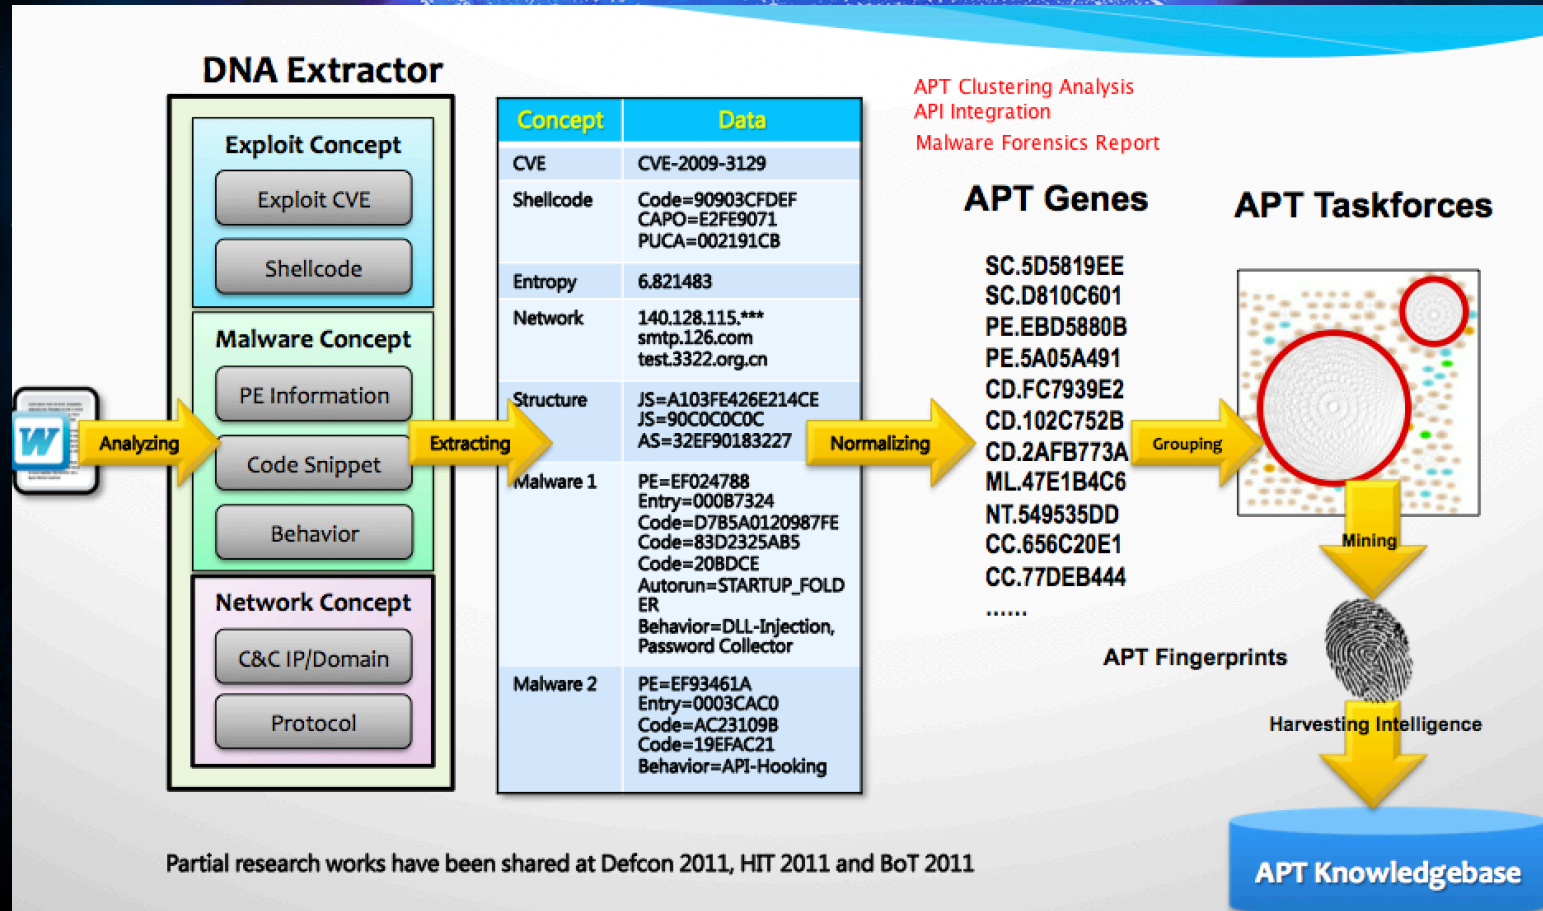 DNA Extractor
Exploit Concept
Exploit CVE
Shellcode
Malware Concept
PE Information
Code Snippet
Behavior
Network Concept
C&C IP/Domain
Protocol
W
Analyzing
Extracting
Concept Data
CVE CVE-2009-3129
Shellcode Code=90903CFDEF
CAPO=E2FE9071
PUCA=002191CB
Entropy 6.821483
Network 140.128.115.***
smtp.126.com
test.3322.org.cn
Structure JS=A103FE426E214CE
JS=90C0C0C0C
AS=32EF90183227
Malware 1 PE=EF024788
Entry=000B7324
Code=D7B5A0120987FE
Code=83D2325AB5
Code=20BDCE
Autorun=STARTUP_FOLD
ER
Behavior=DLL-Injection,
Password Collector
Malware 2 PE=EF93461A
Entry=0003CAC0
Code=AC23109B
Code=19EFAC21
Behavior=API-Hooking
Normalizing
APT Clustering Analysis
API Integration
Malware Forensics Report
APT Genes
SC.5D5819EE
SC.D810C601
PE.EBD5880B
PE.5A05A491
CD.FC7939E2
CD.102C752B
CD.2AFB773A
ML.47E1B4C6
NT.549535DD
CC.656C20E1
CC.77DEB444
......
Grouping
APT Taskforces
Mining
APT Fingerprints
Harvesting Intelligence
APT Knowledgebase
Partial research works have been shared at Defcon 2011, HIT 2011 and BoT 2011